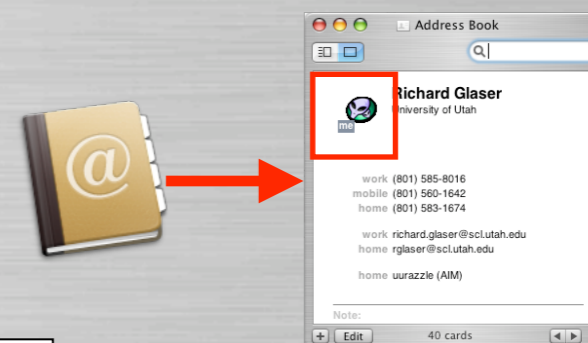 @
Address Book
Richard Glaser
University of Utah
me
work (801) 585-8016
mobile (801) 560-1642
home (801) 583-1674
work richard.glaser@scl.utah.edu
home rglaser@scl.utah.edu
home uurazzle (AIM)
Note:
+ Edit 40 cards